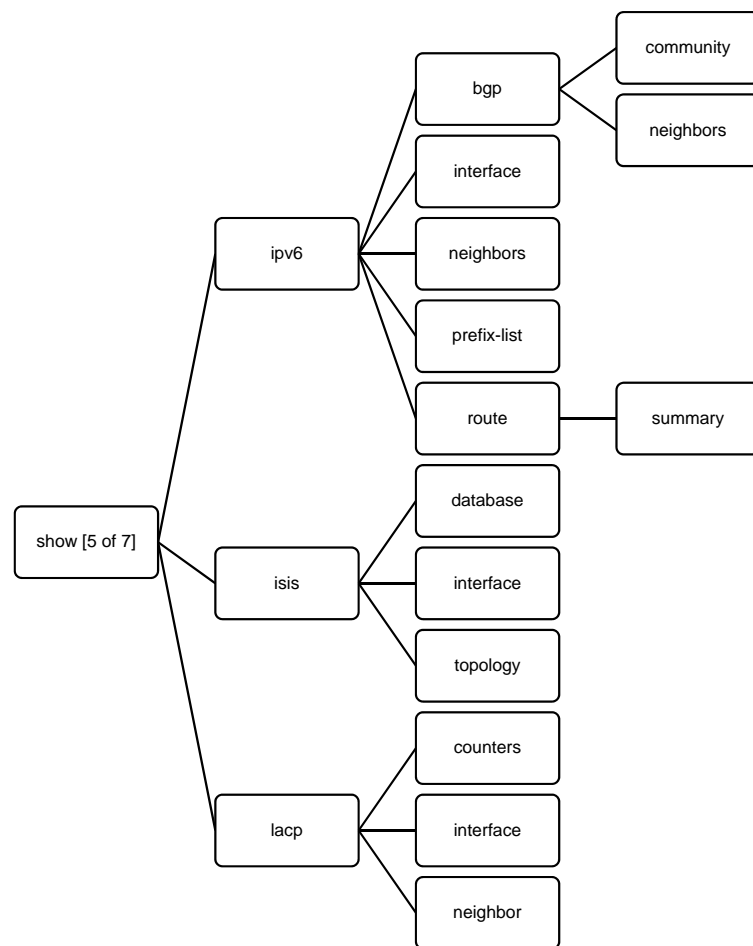 community
bgp
neighbors
interface
ipv6
neighbors
prefix-list
route
summary
database
show [5 of 7]
isis
interface
topology
counters
lacp
interface
neighbor